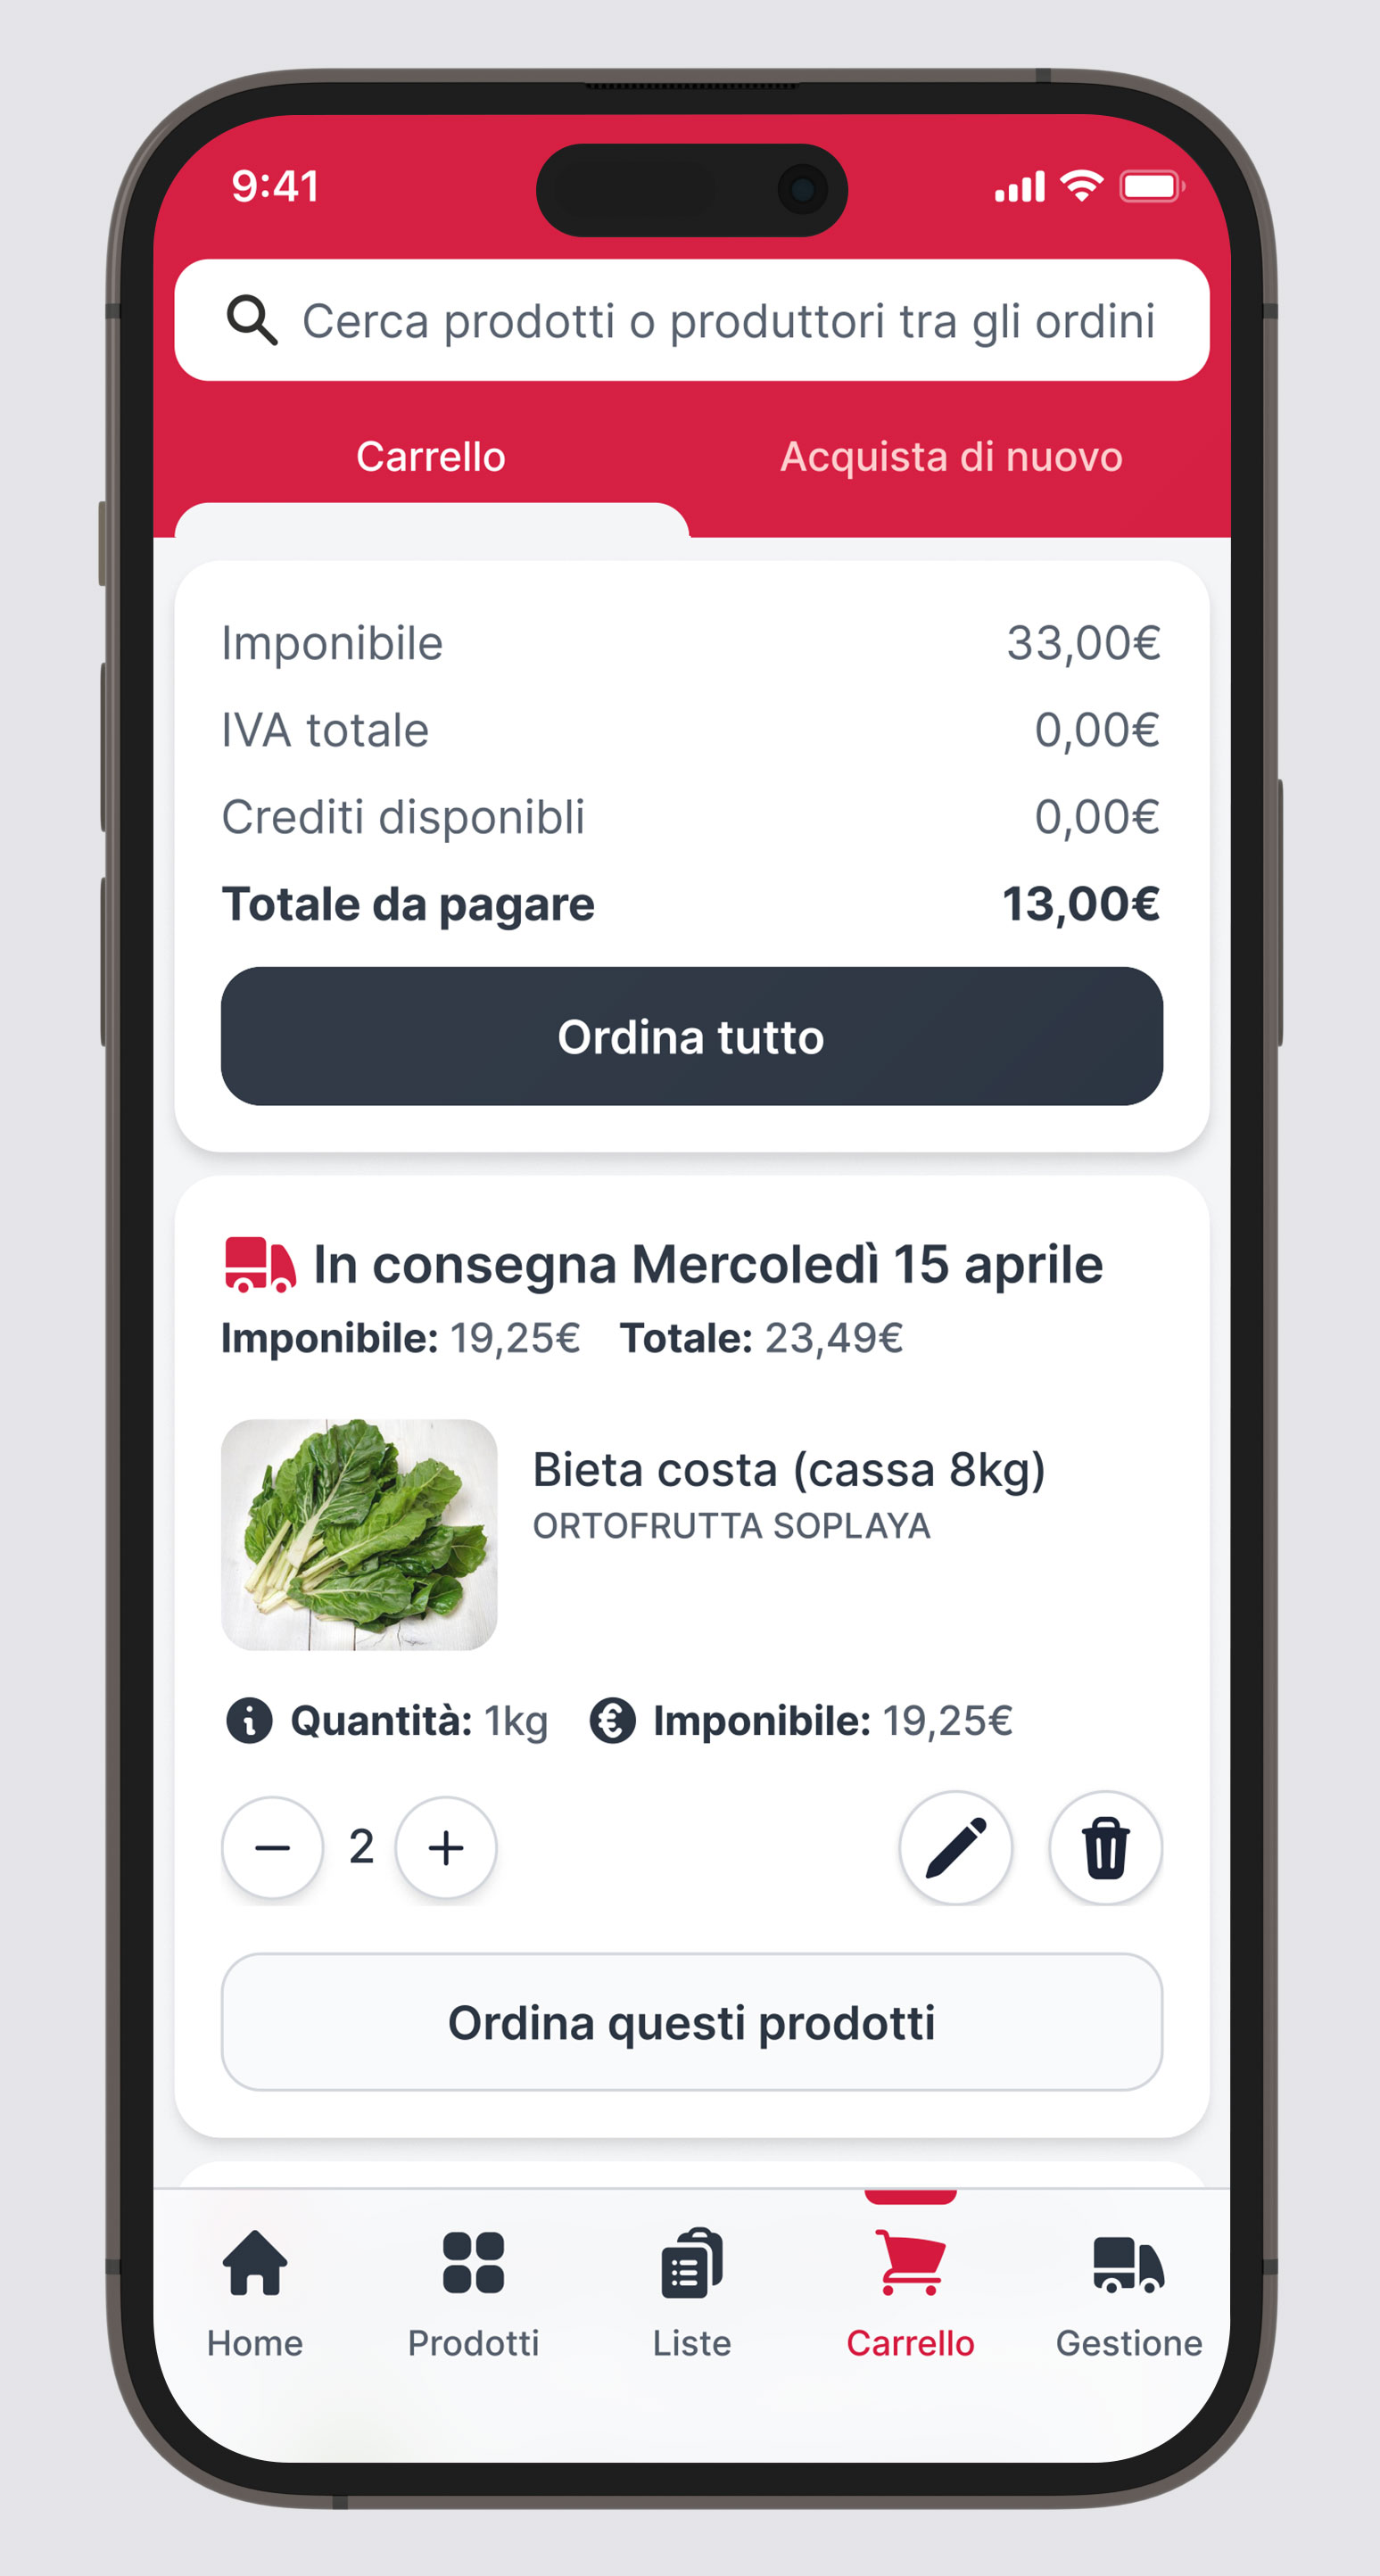 9:41
Cerca prodotti o produttori tra gli ordini
Carrello
Acquista di nuovo
Imponibile 33,00€
IVA totale 0,00€
Crediti disponibli 0,00€
Totale da pagare 13,00€
Ordina tutto
In consegna Mercoledì 15 aprile
Imponibile: 19,25€ Totale: 23,49€
Bieta costa (cassa 8kg)
ORTOFRUTTA SOPLAYA
Quantità: 1kg € Imponibile: 19,25€
2
Ordina questi prodotti
Home Prodotti Liste Carrello Gestione